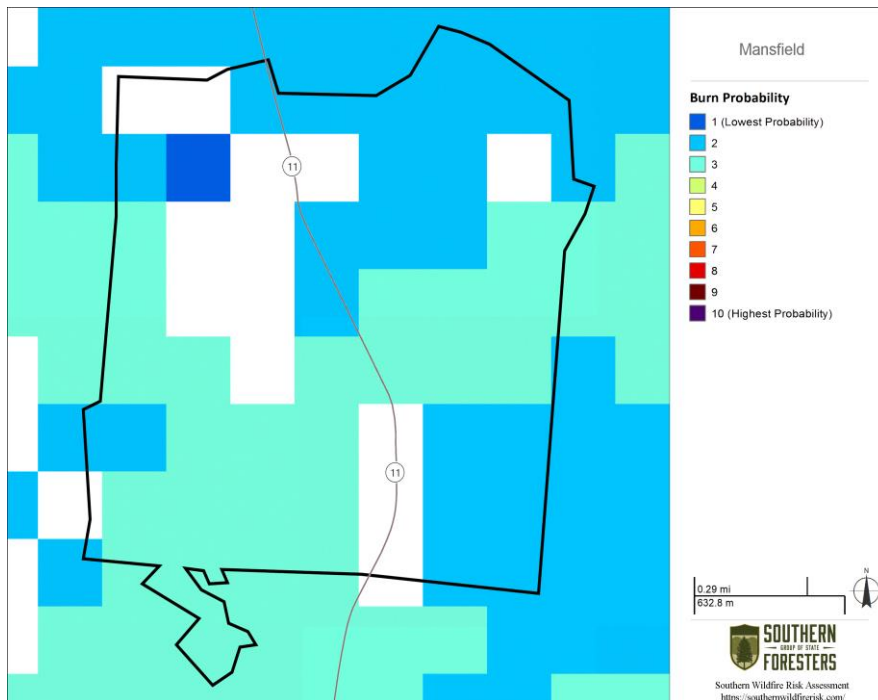 Mansfield
Burn Probability
1 (Lowest Probability)
2
3
4
5
6
7
8
9
10 (Highest Probability)
11
11
0.29 mi
632.8 m
N
SOUTHERN
GROUP OF STATE
FORESTERS
Southern Wildfire Risk Assessment
https://southernwildfirerisk.com/